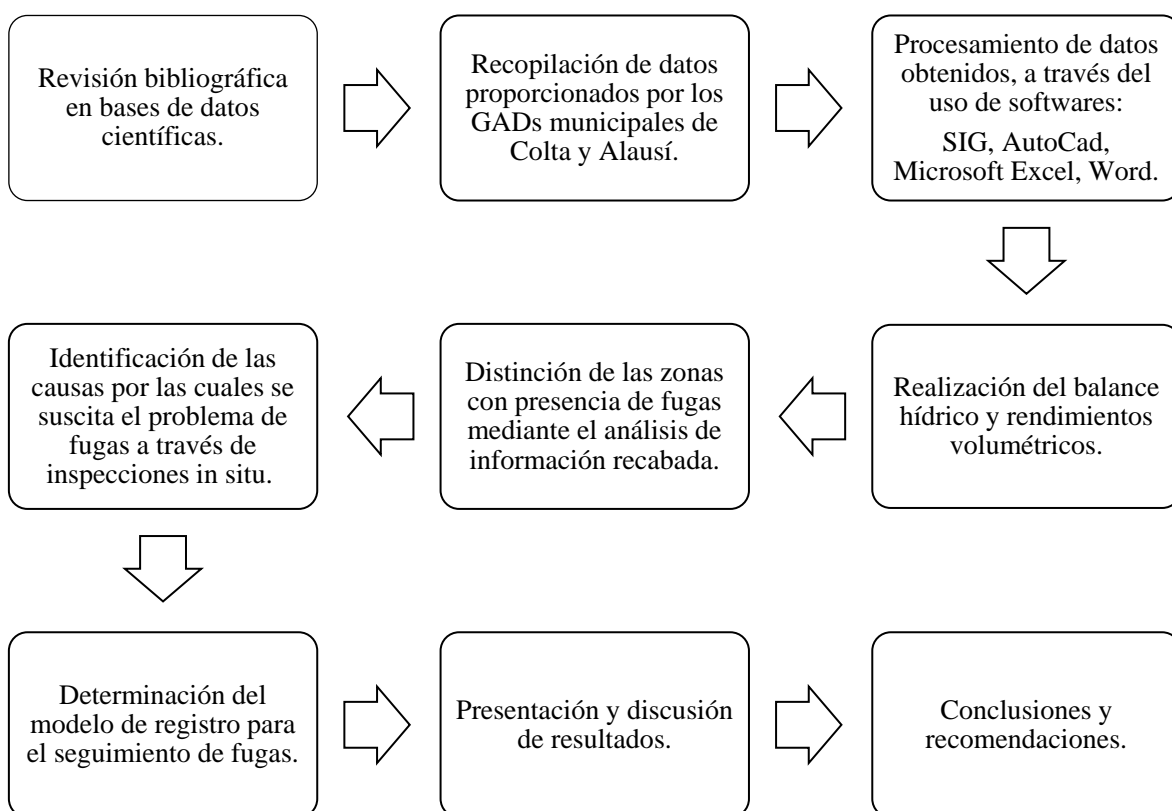 Revisión bibliográfica
en bases de datos
científicas.
Recopilación de datos
proporcionados por los
GADs municipales de
Colta y Alausí.
Procesamiento de datos
obtenidos, a través del
uso de softwares:
SIG, AutoCad,
Microsoft Excel, Word.
Realización del balance
hídrico y rendimientos
volumétricos.
Distinción de las zonas
con presencia de fugas
mediante el análisis de
información recabada.
Identificación de las
causas por las cuales se
suscita el problema de
fugas a través de
inspecciones in situ.
Determinación del
modelo de registro para
el seguimiento de fugas.
Presentación y discusión
de resultados.
Conclusiones y
recomendaciones.